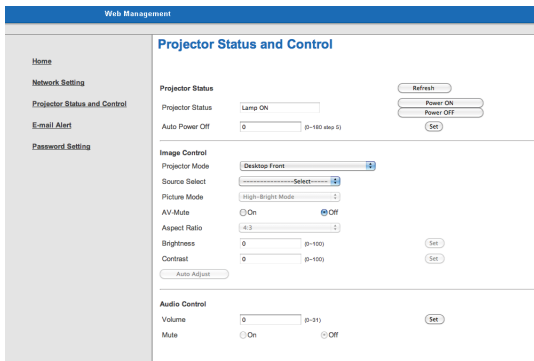 Web Management
Projector Status and Control
Home
Network Setting
Projector Status and Control
E-mail Alert
Password Setting
Projector Status
Refresh
Projector Status Lamp ON Power ON
Power OFF
Auto Power Off 0 (0~180 step 5) Set
Image Control
Projector Mode Desktop Front
Source Select ---------------Select----- 
Picture Mode High-Bright Mode
AV-Mute On Off
Aspect Ratio 4:3
Brightness 0 (0~100) Set
Contrast 0 (0~100) Set
Auto Adjust
Audio Control
Volume 0 (0~31) Set
Mute On Off